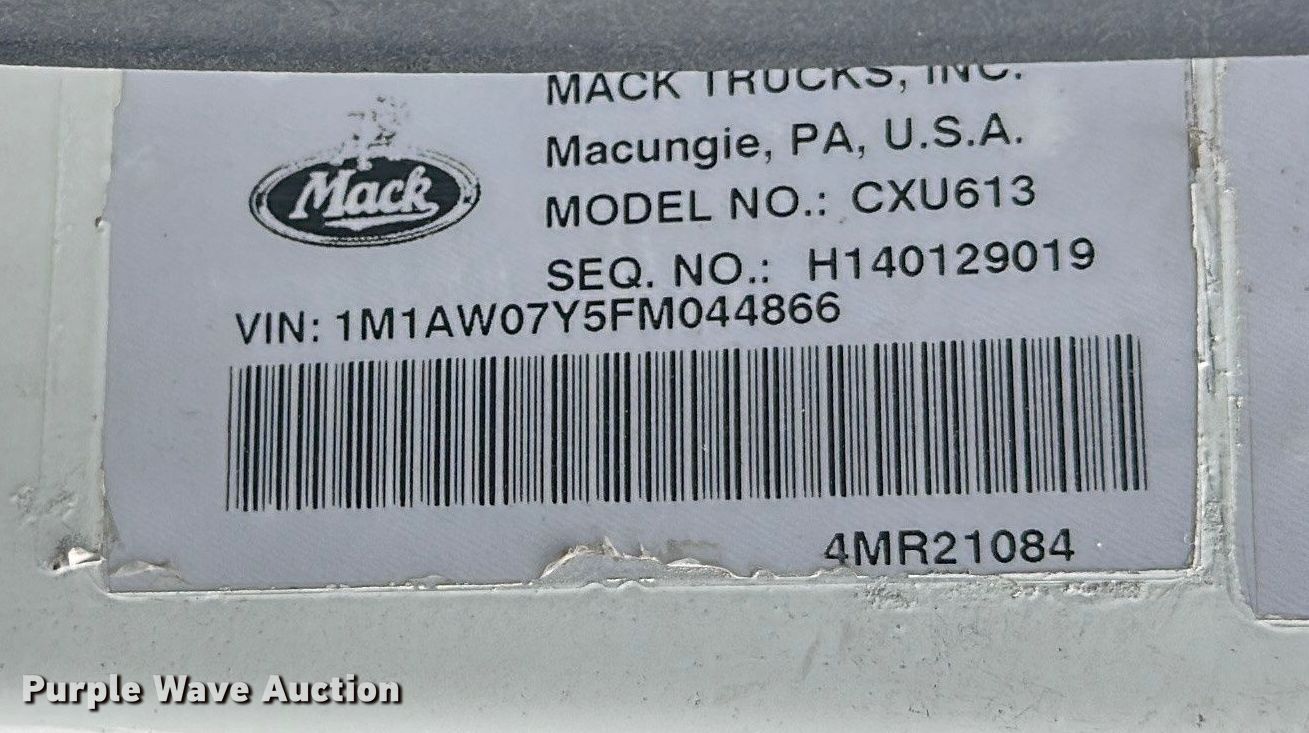 MACK TRUCKS, INC.
Macungie, PA, U.S.A.
Mack
MODEL NO.: CXU613
SEQ. NO.: H140129019
VIN: 1M1AW07Y5FM044866
4MR21084
Purple Wave Auction